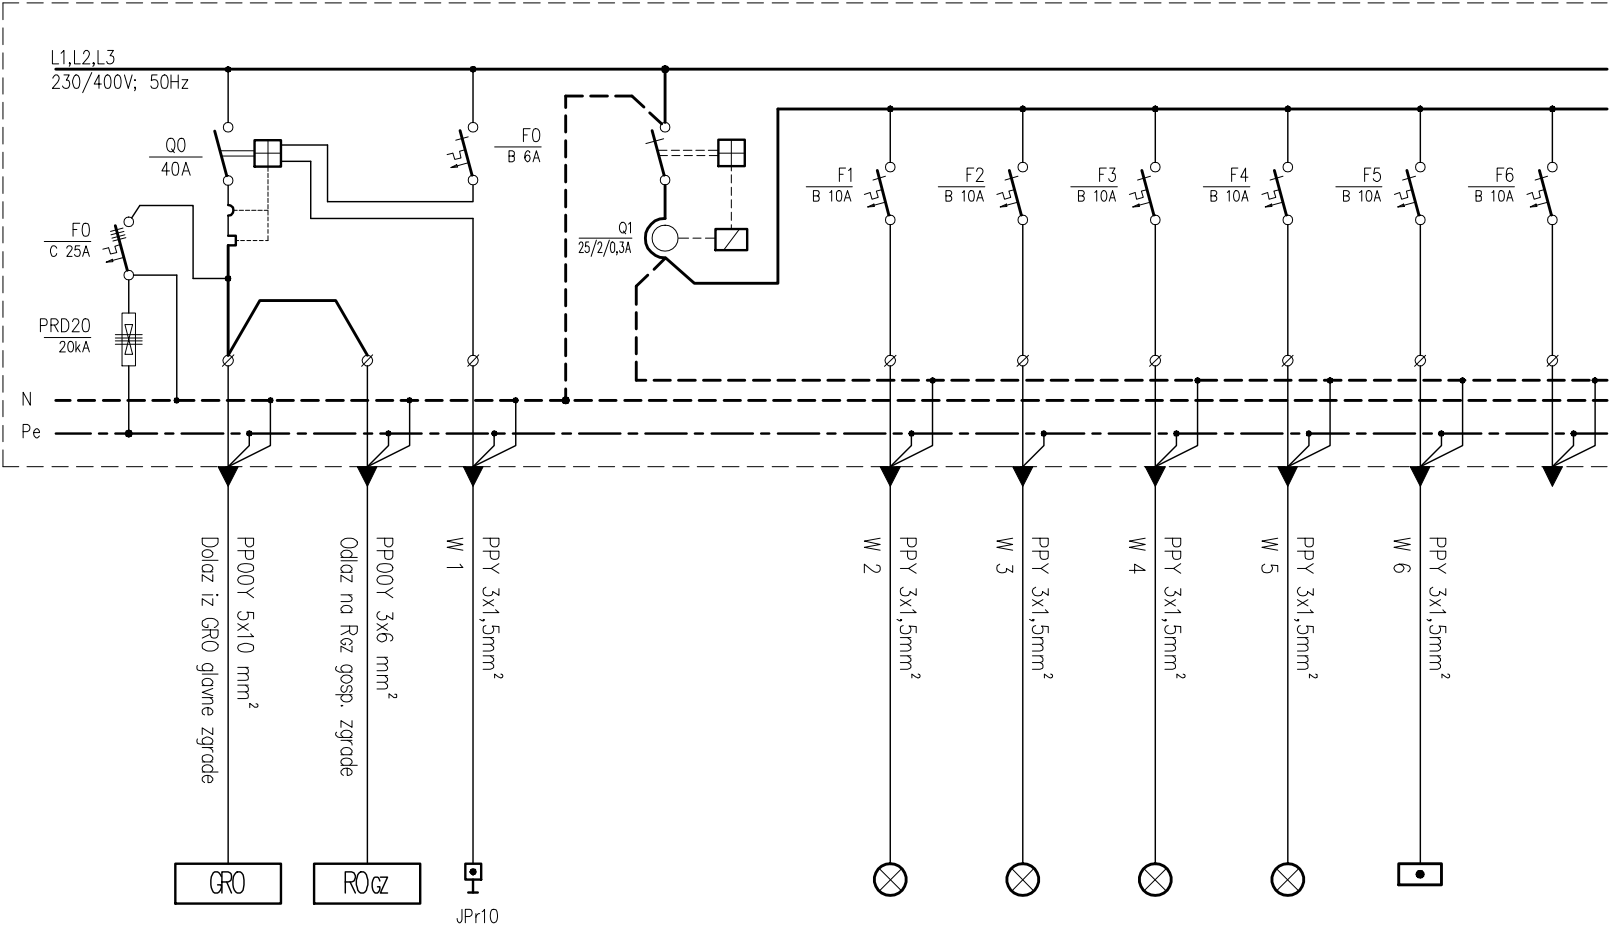 L1,L2,L3
230/400V; 50Hz
Q0
40A
F0
B 6A
F0
C 25A
PRD20
20kA
Q1
25/2/0,3A
F1
B 10A
F2
B 10A
F3
B 10A
F4
B 10A
F5
B 10A
F6
B 10A
N
Pe
PP00Y 5x10 mm²
Dolaz iz GRO glavne zgrade
PP00Y 3x6 mm²
Odlaz na Rgz gosp. zgrade
PPY 3x1,5mm²
W 1
PPY 3x1,5mm²
W 2
PPY 3x1,5mm²
W 3
PPY 3x1,5mm²
W 4
PPY 3x1,5mm²
W 5
PPY 3x1,5mm²
W 6
GRO
ROGZ
JPr10